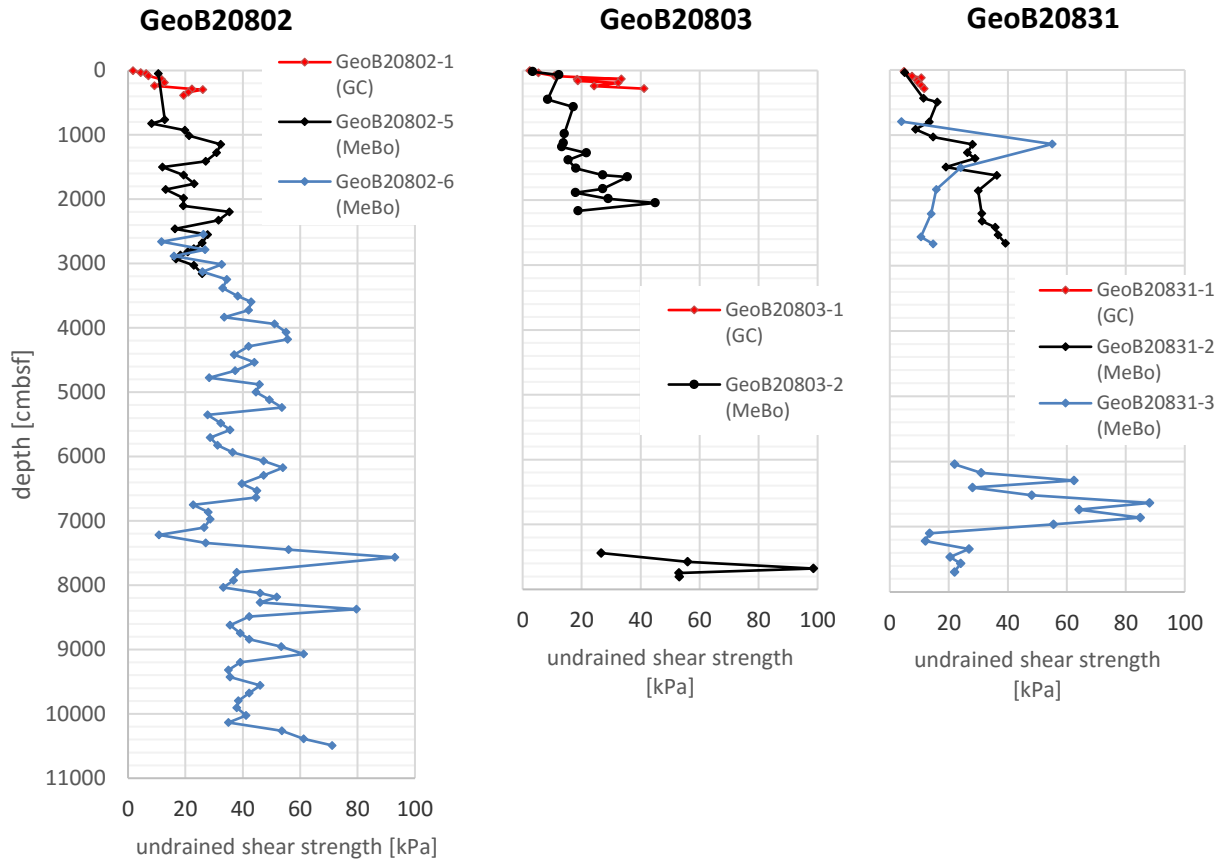 GeoB20802
GeoB20803
GeoB20831
GeoB20802-1
(GC)
GeoB20802-5
(MeBo)
GeoB20802-6
(MeBo)
GeoB20803-1
(GC)
GeoB20803-2
(MeBo)
GeoB20831-1
(GC)
GeoB20831-2
(MeBo)
GeoB20831-3
(MeBo)
depth [cmbsf]
0
1000
2000
3000
4000
5000
6000
7000
8000
9000
10000
11000
0 20 40 60 80 100
undrained shear strength [kPa]
0 20 40 60 80 100
undrained shear strength
[kPa]
0 20 40 60 80 100
undrained shear strength
[kPa]